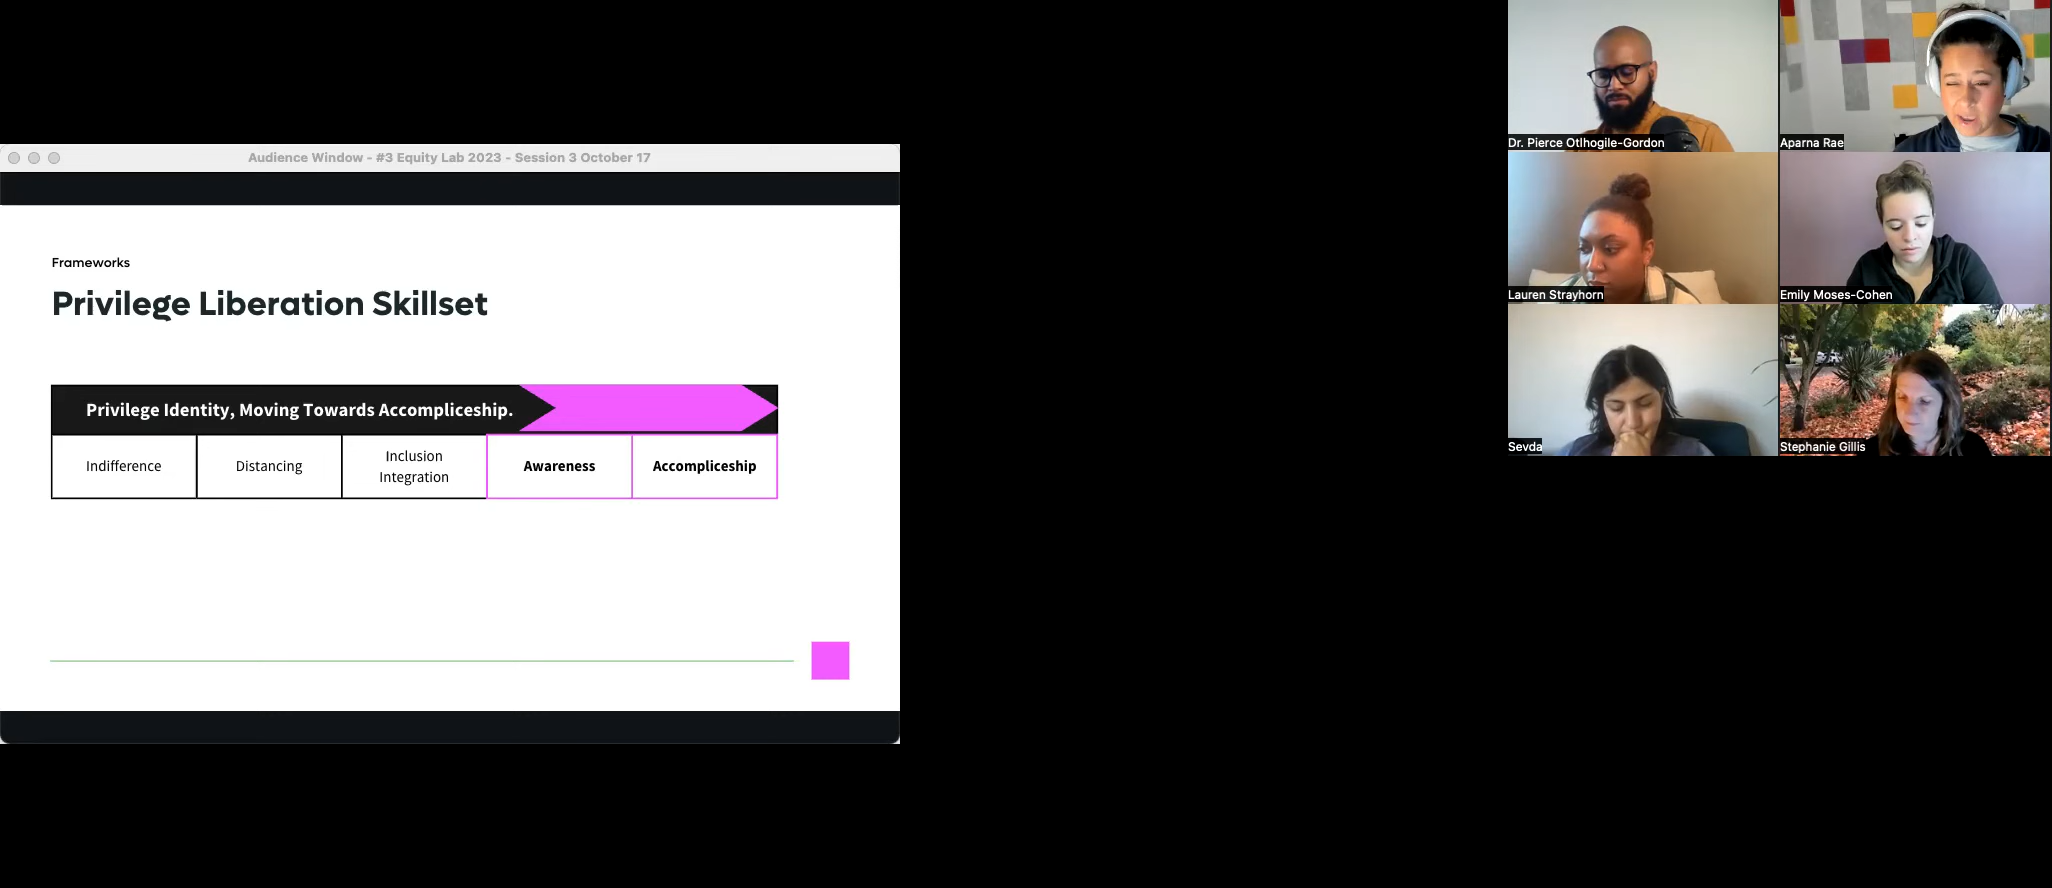 Audience Window - #3 Equity Lab 2023 - Session 3 October 17
Frameworks
Privilege Liberation Skillset
Privilege Identity, Moving Towards Accompliceship.
Indifference
Distancing
Inclusion
Integration
Awareness
Accompliceship
Dr. Pierce Otlhogile-Gordon
Aparna Rae
Lauren Strayhorn
Emily Moses-Cohen
Sevda
Stephanie Gillis